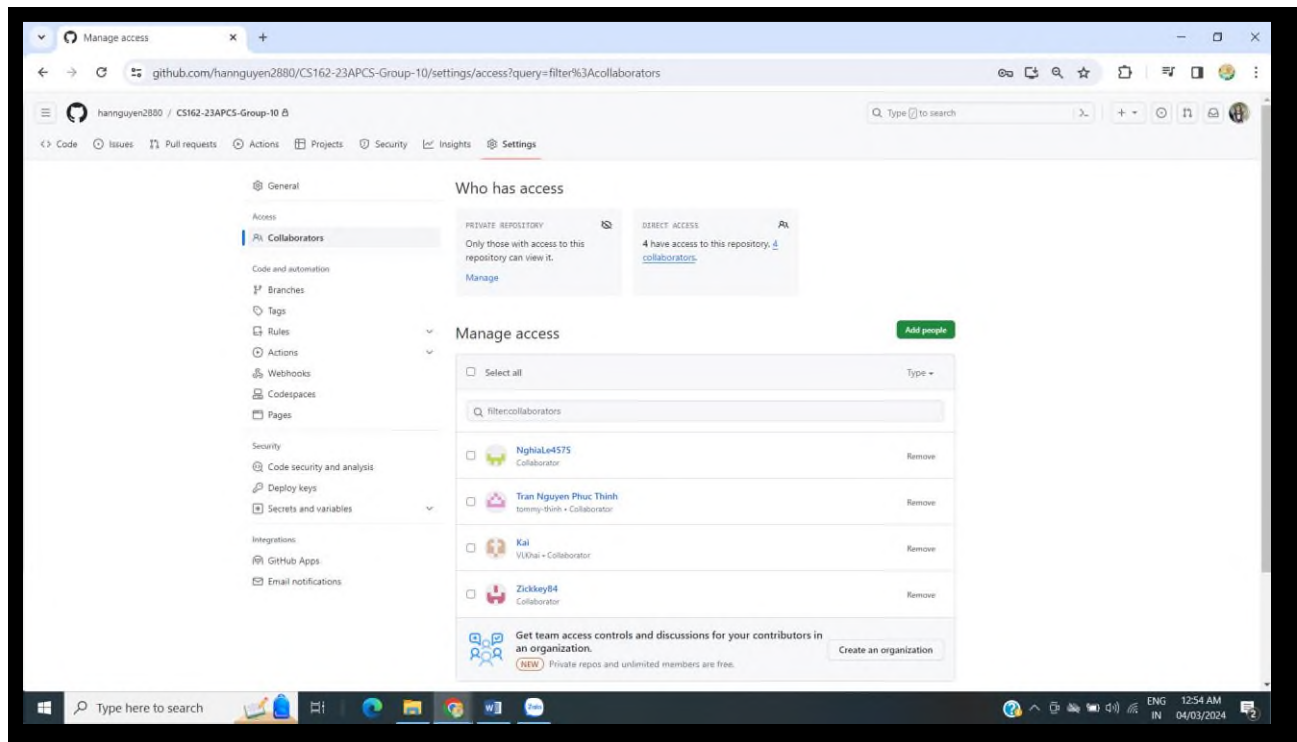 Manage access
github.com/hannguyen2880/CS162-23APCS-Group-10/settings/access?query=filter%3Acollaborators
hannguyen2880 / CS162-23APCS-Group-10
Type / to search
<> Code Issues Pull requests Actions Projects Security Insights Settings
General
Access
Collaborators
Code and automation
Branches
Tags
Rules
Actions
Webhooks
Codespaces
Pages
Security
Code security and analysis
Deploy keys
Secrets and variables
Integrations
GitHub Apps
Email notifications
Who has access
PRIVATE REPOSITORY
Only those with access to this
repository can view it.
Manage
DIRECT ACCESS
4 have access to this repository. 4
collaborators.
Manage access
Add people
Select all
Type
filter:collaborators
NghiaLe4575
Collaborator
Remove
Tran Nguyen Phuc Thinh
tommy-thinh • Collaborator
Remove
Kai
• Collaborator
Remove
Zickkey84
Collaborator
Remove
Get team access controls and discussions for your contributors in
an organization.
NEW Private repos and unlimited members are free.
Create an organization
Type here to search
Zalo
ENG
IN
12:54 AM
04/03/2024
2